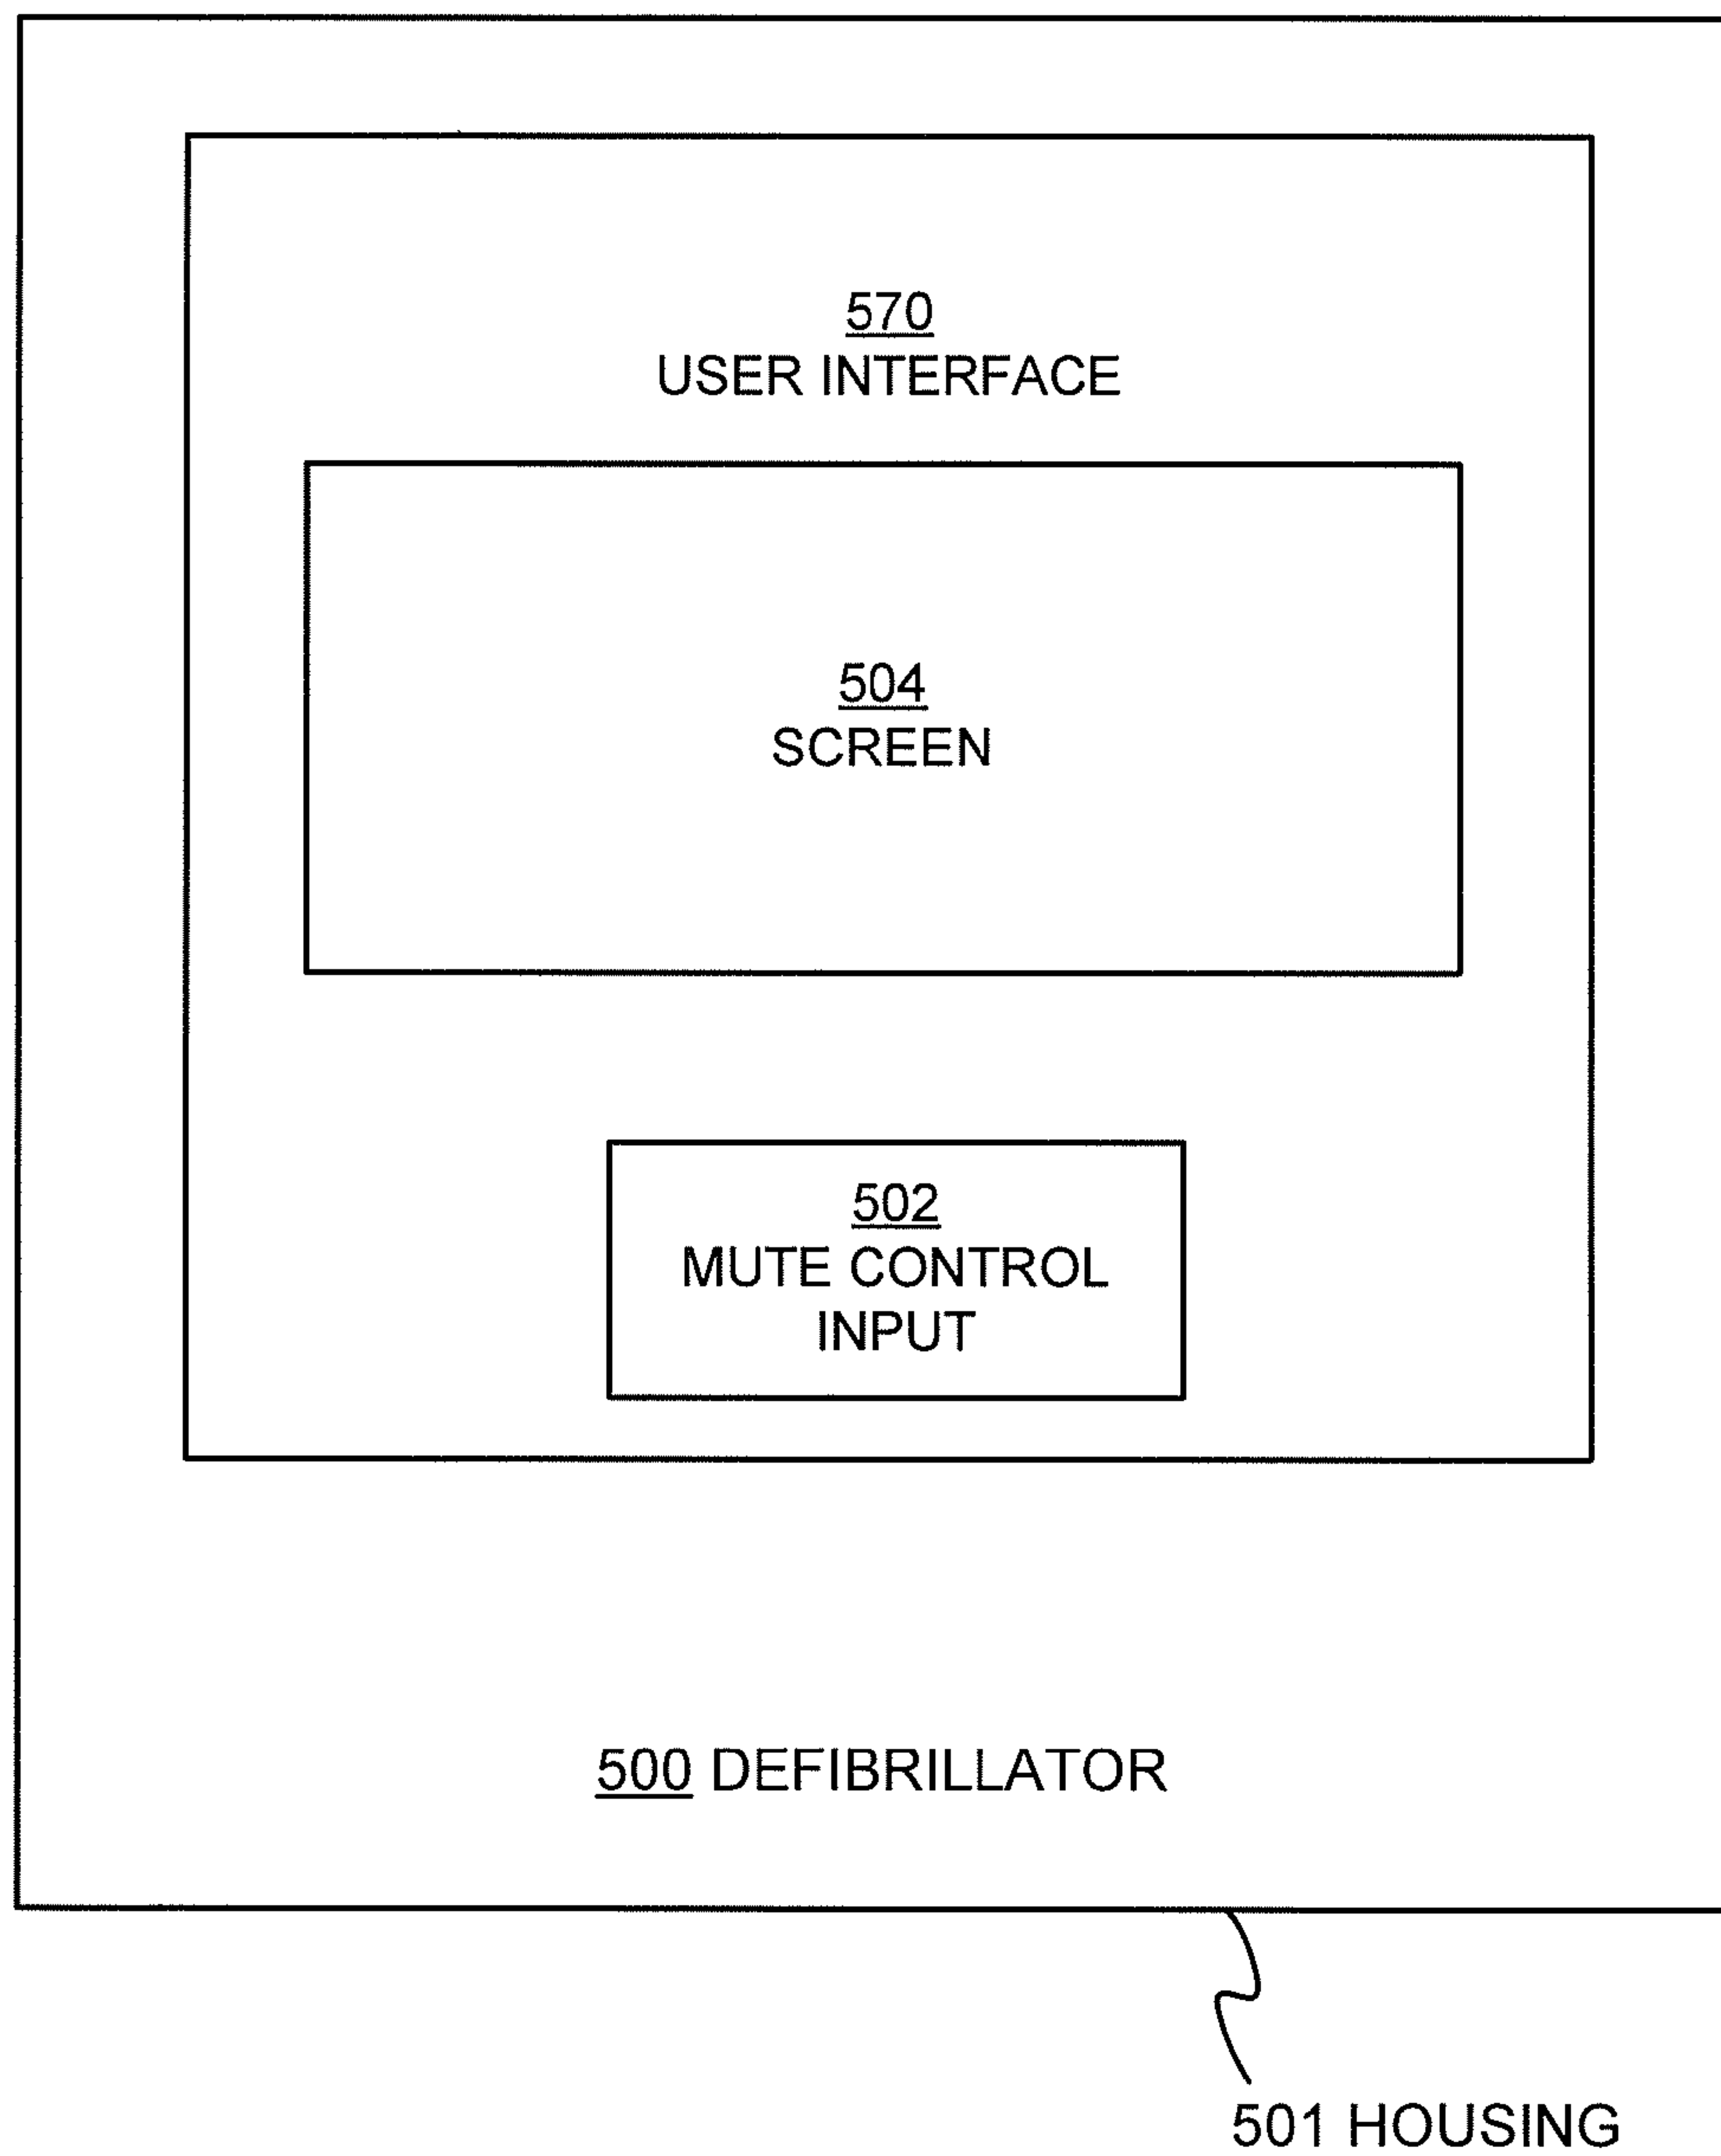 570
USER INTERFACE
504
SCREEN
502
MUTE CONTROL
INPUT
500 DEFIBRILLATOR
501 HOUSING